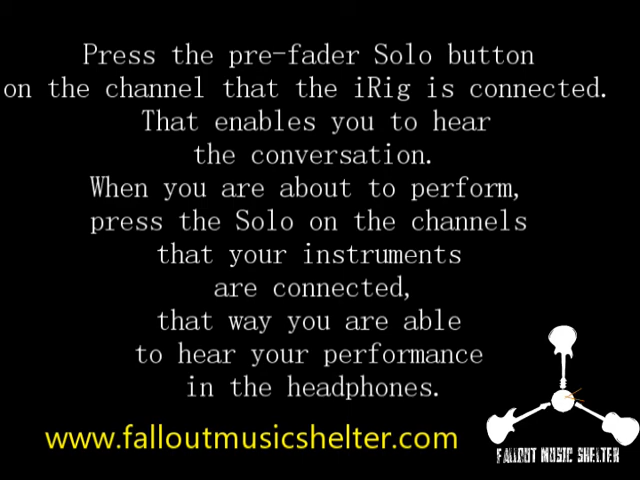 Press the pre-fader Solo button
on the channel that the iRig is connected.
That enables you to hear
the conversation.
When you are about to perform,
press the Solo on the channels
that your instruments
are connected,
that way you are able
to hear your performance
in the headphones.
www.falloutmusicshelter.com
FALLOUT MUSIC SHELTER